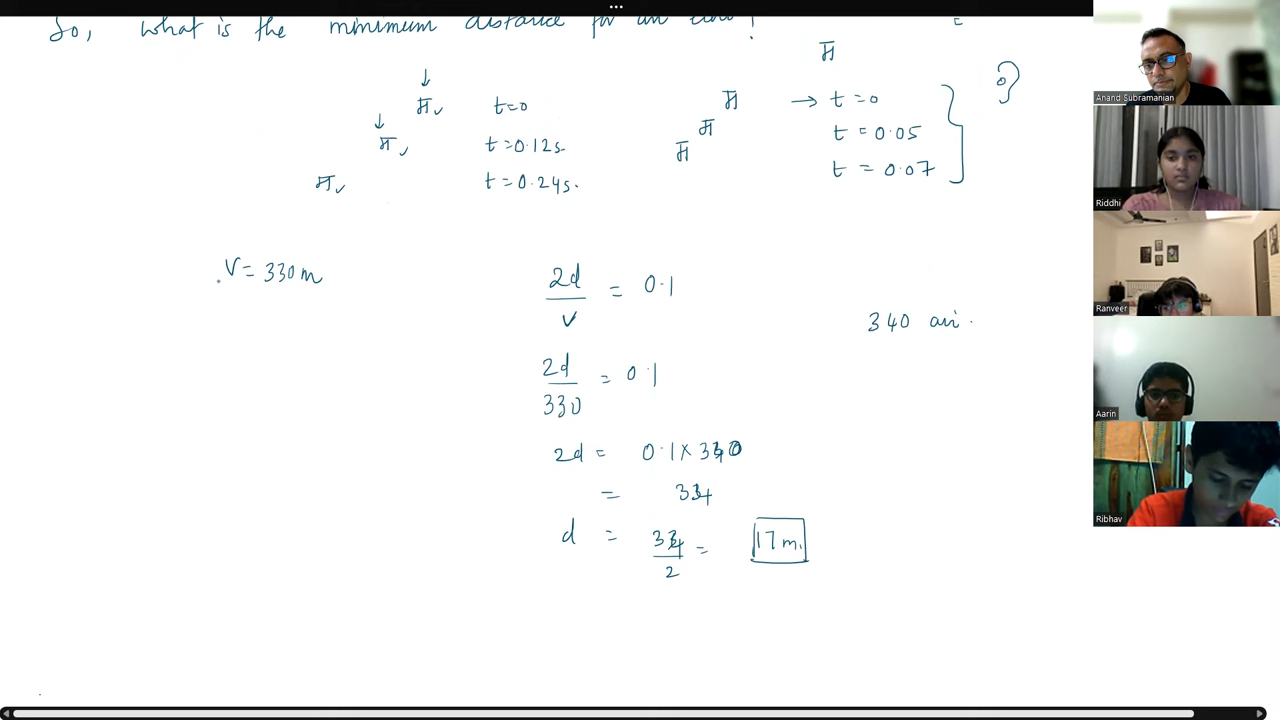 So, what is the minimum distance for an echo?
=
म
म t=0
म → t=0
म t=0.12s.
म t=0.05
म t=0.24s.
म t=0.07
V=330m
2d/v = 0.1
340 air.
2d/330 = 0.1
2d = 0.1×340
= 34
d = 34/2 = 17m.
Anand Subramanian
Riddhi
Ranveer
Aarin
Ribhav